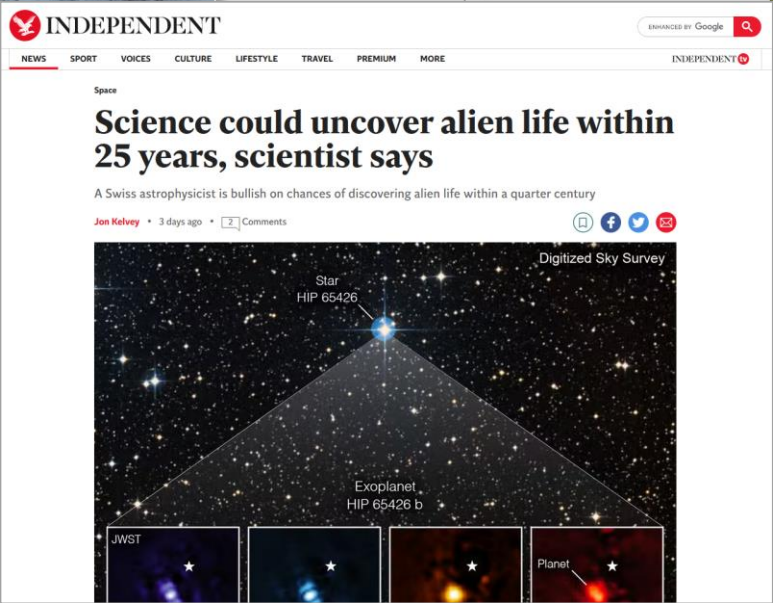 INDEPENDENT
ENHANCED BY Google
NEWS SPORT VOICES CULTURE LIFESTYLE TRAVEL PREMIUM MORE INDEPENDENT tv
Space
Science could uncover alien life within
25 years, scientist says
A Swiss astrophysicist is bullish on chances of discovering alien life within a quarter century
Jon Kelvey • 3 days ago • 2 Comments
Digitized Sky Survey
Star
HIP 65426
Exoplanet
HIP 65426 b
JWST
Planet